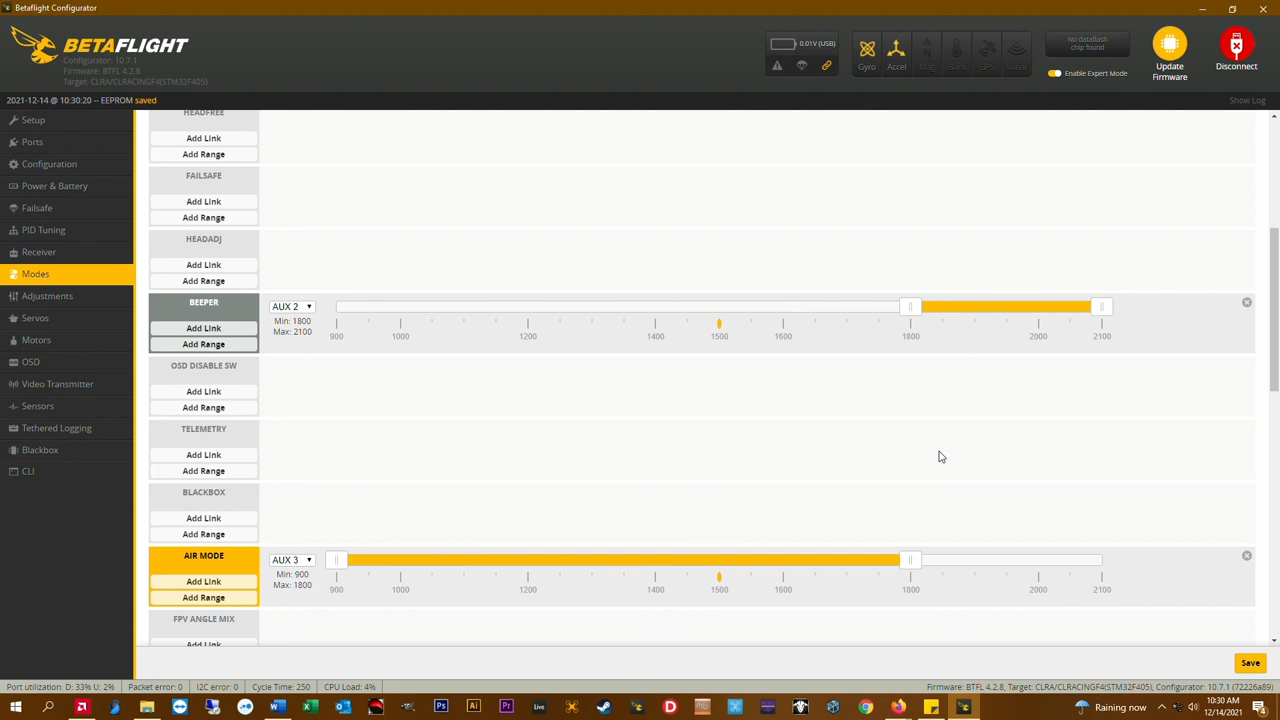 Betaflight Configurator
BETAFLIGHT
Configurator: 10.7.1
Firmware: BTFL 4.2.8
Target: CLRA/CLRACINGF4(STM32F405)
0.01V (USB)
Gyro
Accel
Mag
Baro
GPS
Sonar
No dataflash
chip found
Enable Expert Mode
Update
Firmware
Disconnect
2021-12-14 @ 10:30:20 -- EEPROM saved
Show Log
Setup
Ports
Configuration
Power & Battery
Failsafe
PID Tuning
Receiver
Modes
Adjustments
Servos
Motors
OSD
Video Transmitter
Sensors
Tethered Logging
Blackbox
CLI
HEADFREE
Add Link
Add Range
FAILSAFE
Add Link
Add Range
HEADADJ
Add Link
Add Range
BEEPER
Add Link
Add Range
AUX 2
Min: 1800
Max: 2100
900 1000 1200 1400 1500 1600 1800 2000 2100
OSD DISABLE SW
Add Link
Add Range
TELEMETRY
Add Link
Add Range
BLACKBOX
Add Link
Add Range
AIR MODE
Add Link
Add Range
AUX 3
Min: 900
Max: 1800
900 1000 1200 1400 1500 1600 1800 2000 2100
FPV ANGLE MIX
Add Link
Save
Port utilization: D: 33% U: 2%
Packet error: 0
I2C error: 0
Cycle Time: 250
CPU Load: 4%
Firmware: BTFL 4.2.8, Target: CLRA/CLRACINGF4(STM32F405), Configurator: 10.7.1 (72226a89)
Ps
Ai
Pr
Live
Raining now
10:30 AM
12/14/2021
4